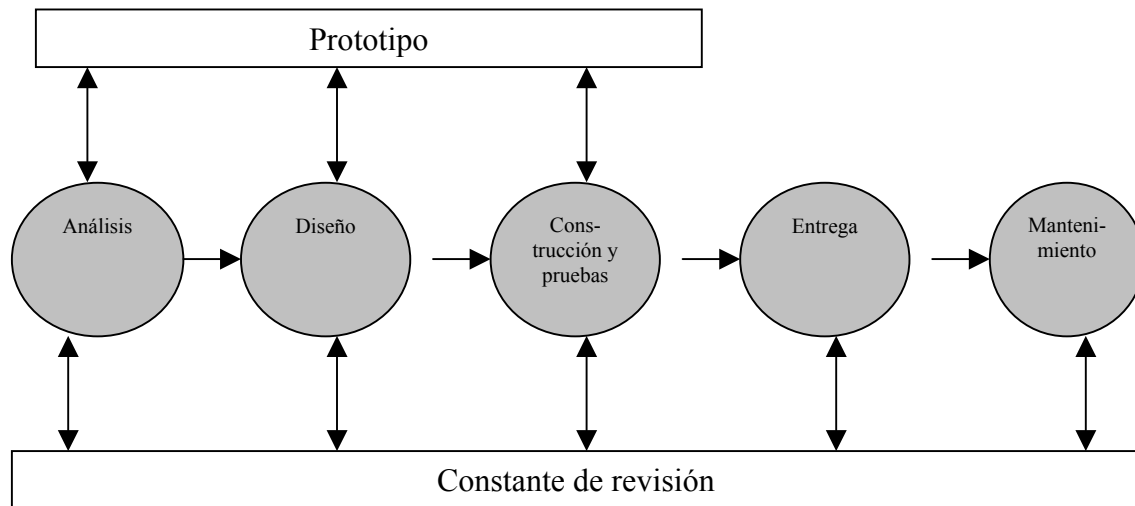 Prototipo
Análisis
Diseño
Cons-
trucción y
pruebas
Entrega
Manteni-
miento
Constante de revisión